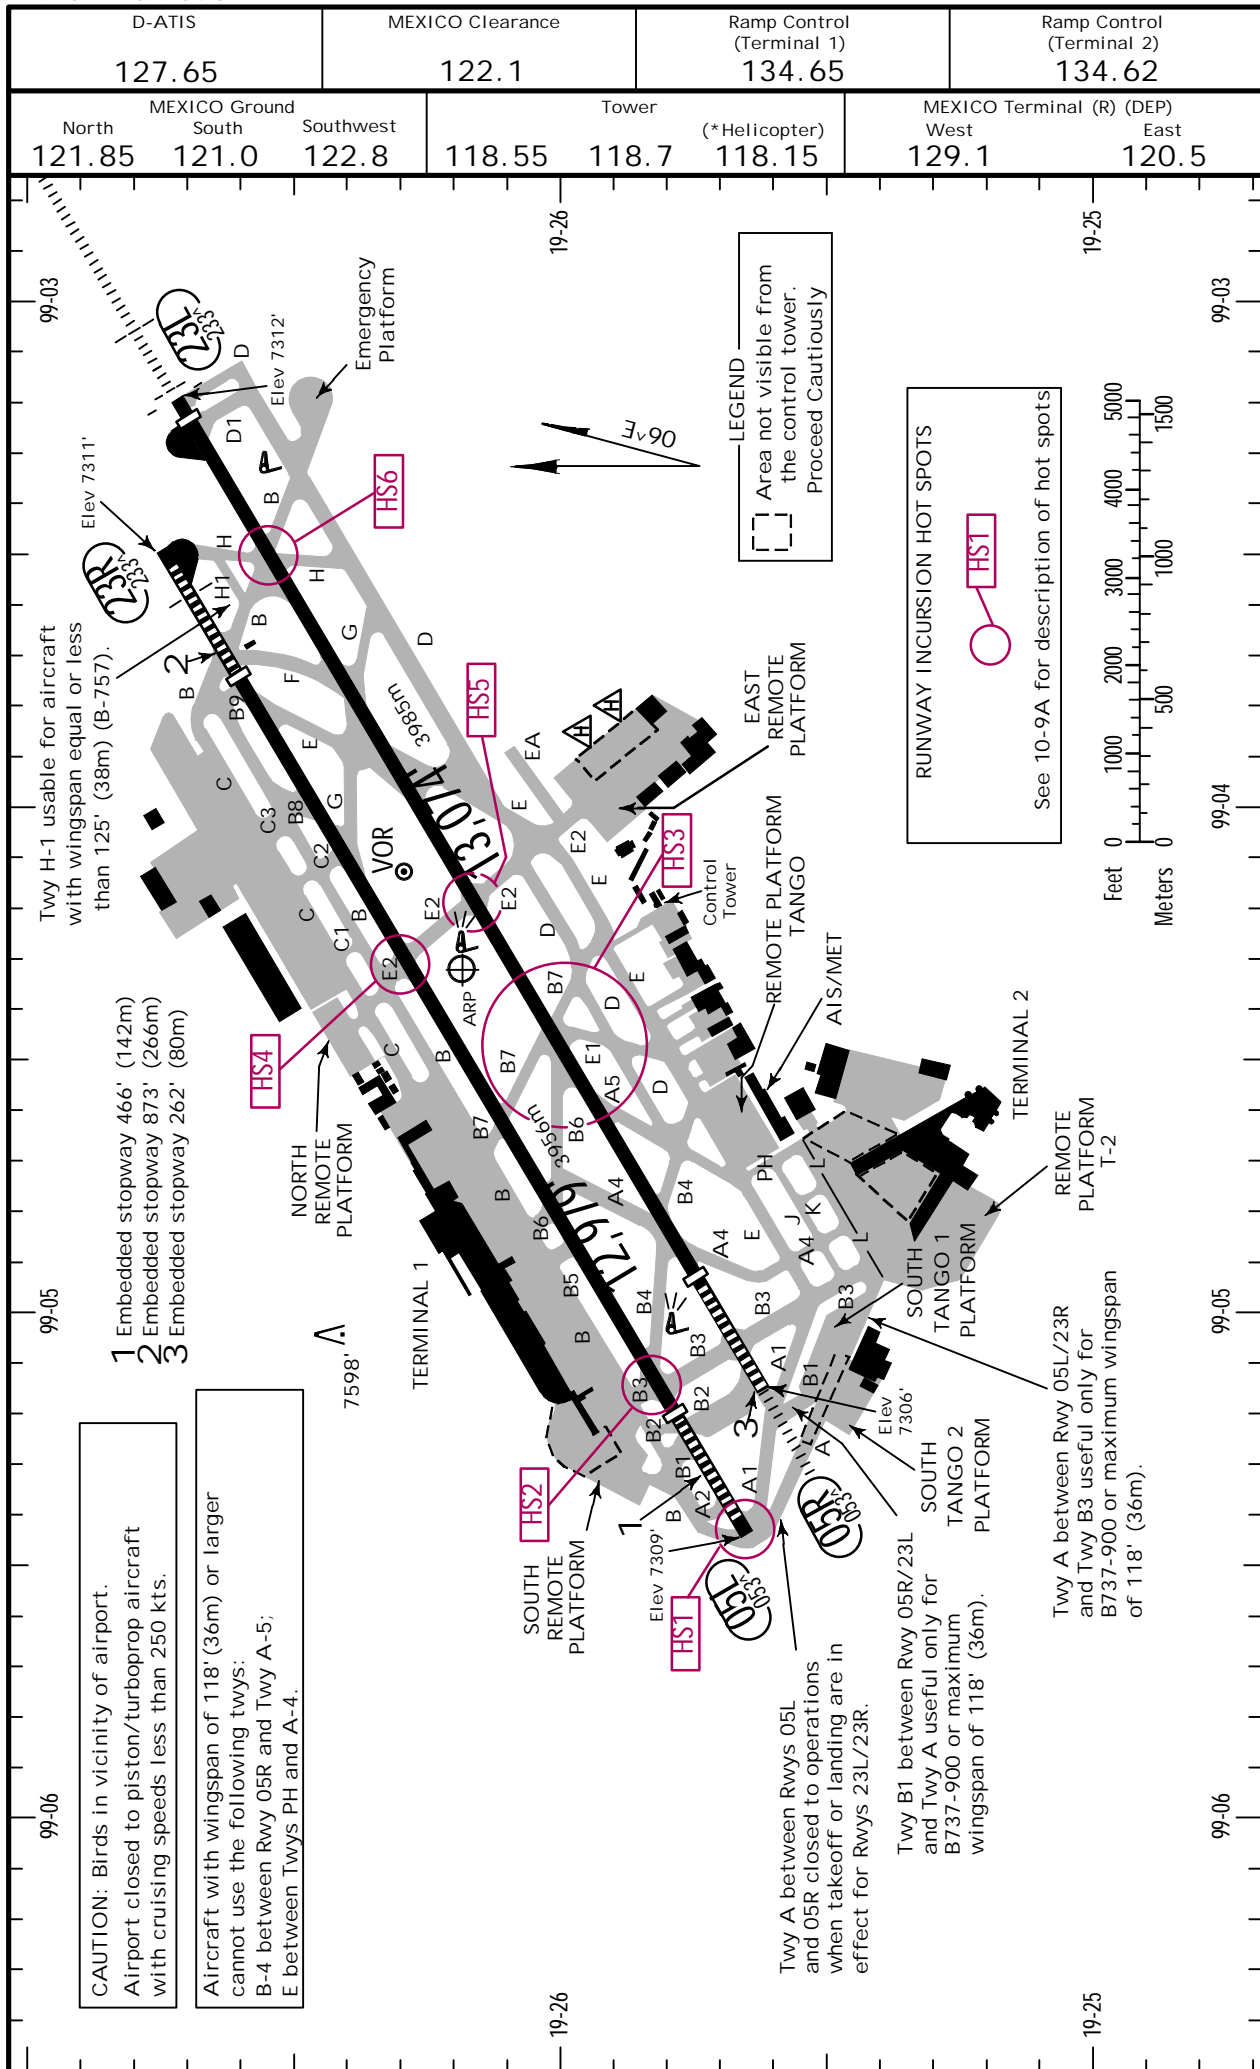 D-ATIS
127.65
MEXICO Clearance
122.1
Ramp Control
(Terminal 1)
134.65
Ramp Control
(Terminal 2)
134.62
MEXICO Ground
North
121.85
South
121.0
Southwest
122.8
Tower
118.55
118.7
(*Helicopter)
118.15
MEXICO Terminal (R) (DEP)
West
129.1
East
120.5
19-26
19-25
99-03
99-03
99-04
99-05
99-05
99-06
99-06
19-26
19-25
CAUTION: Birds in vicinity of airport.
Airport closed to piston/turboprop aircraft
with cruising speeds less than 250 kts.
Aircraft with wingspan of 118' (36m) or larger
cannot use the following twys:
B-4 between Rwy 05R and Twy A-5;
E between Twys PH and A-4.
1 Embedded stopway 466' (142m)
2 Embedded stopway 873' (266m)
3 Embedded stopway 262' (80m)
7598'
Twy H-1 usable for aircraft
with wingspan equal or less
than 125' (38m) (B-757).
Elev 7311'
23R
233^
23L
233^
Elev 7312'
Emergency
Platform
06^E
LEGEND
Area not visible from
the control tower.
Proceed Cautiously
RUNWAY INCURSION HOT SPOTS
HS1
See 10-9A for description of hot spots
Feet
0
1000
2000
3000
4000
5000
Meters
0
500
1000
1500
D
D1
B
H
H1
HS6
2
B
B
H
F
G
D
B9
E
C
3985m
13,074'
HS5
C3
B8
G
C2
VOR
C
B
C1
E2
E2
E2
ARP
EA
H
H
E
E2
E
EAST
REMOTE
PLATFORM
HS3
Control
Tower
D
B7
E
D
REMOTE PLATFORM
TANGO
AIS/MET
HS4
NORTH
REMOTE
PLATFORM
C
B
B7
E1
A5
D
B7
B6
3956m
12,979'
B
B6
A4
B4
PH
L
TERMINAL 2
REMOTE
PLATFORM
T-2
TERMINAL 1
B5
B
B4
A4
E
J
K
A4
L
SOUTH
TANGO 1
PLATFORM
B3
B3
B3
B3
A1
B1
HS2
B2
B2
3
Elev
7306'
SOUTH
TANGO 2
PLATFORM
SOUTH
REMOTE
PLATFORM
B1
A2
B
1
A1
A
Elev 7309'
HS1
05L
053^
05R
053^
Twy A between Rwys 05L
and 05R closed to operations
when takeoff or landing are in
effect for Rwys 23L/23R.
Twy B1 between Rwy 05R/23L
and Twy A useful only for
B737-900 or maximum
wingspan of 118' (36m).
Twy A between Rwy 05L/23R
and Twy B3 useful only for
B737-900 or maximum wingspan
of 118' (36m).
99-04